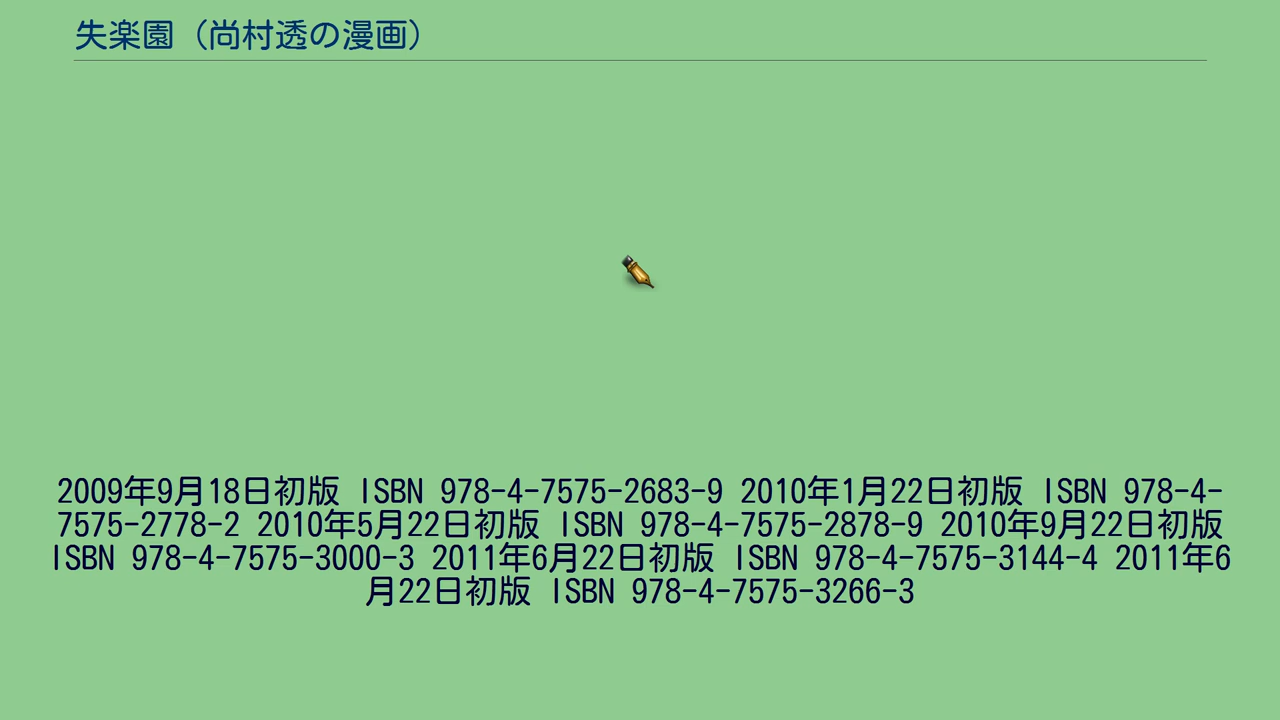 失楽園（尚村透の漫画）
2009年9月18日初版 ISBN 978-4-7575-2683-9 2010年1月22日初版 ISBN 978-4-
7575-2778-2 2010年5月22日初版 ISBN 978-4-7575-2878-9 2010年9月22日初版
ISBN 978-4-7575-3000-3 2011年6月22日初版 ISBN 978-4-7575-3144-4 2011年6
月22日初版 ISBN 978-4-7575-3266-3